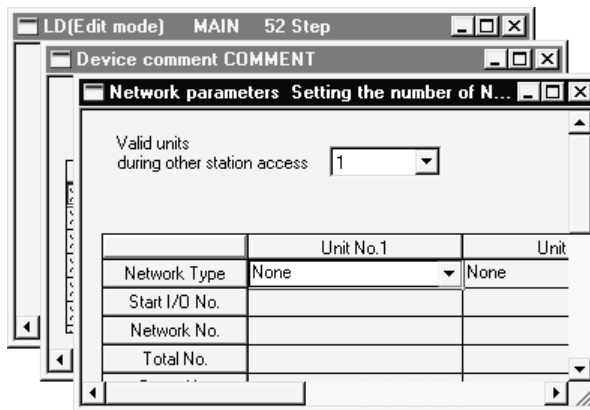 LD(Edit mode) MAIN 52 Step
Device comment COMMENT
Network parameters Setting the number of N...
Valid units
during other station access 1
Unit No.1 Unit
Network Type None None
Start I/O No.
Network No.
Total No.